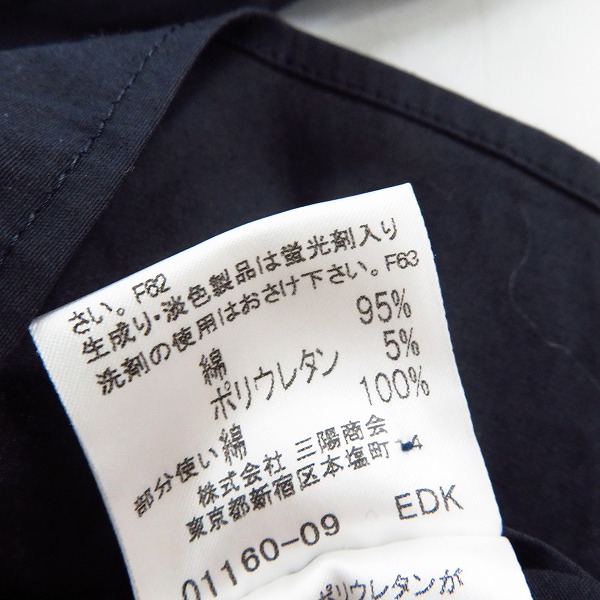 さい。F62
生成り・淡色製品は蛍光剤入り
洗剤の使用はおさけ下さい。F63
綿 95%
ポリウレタン 5%
部分使い 綿 100%
株式会社 三陽商会
東京都新宿区本塩町14
01160-09 EDK
ポリウレタンが